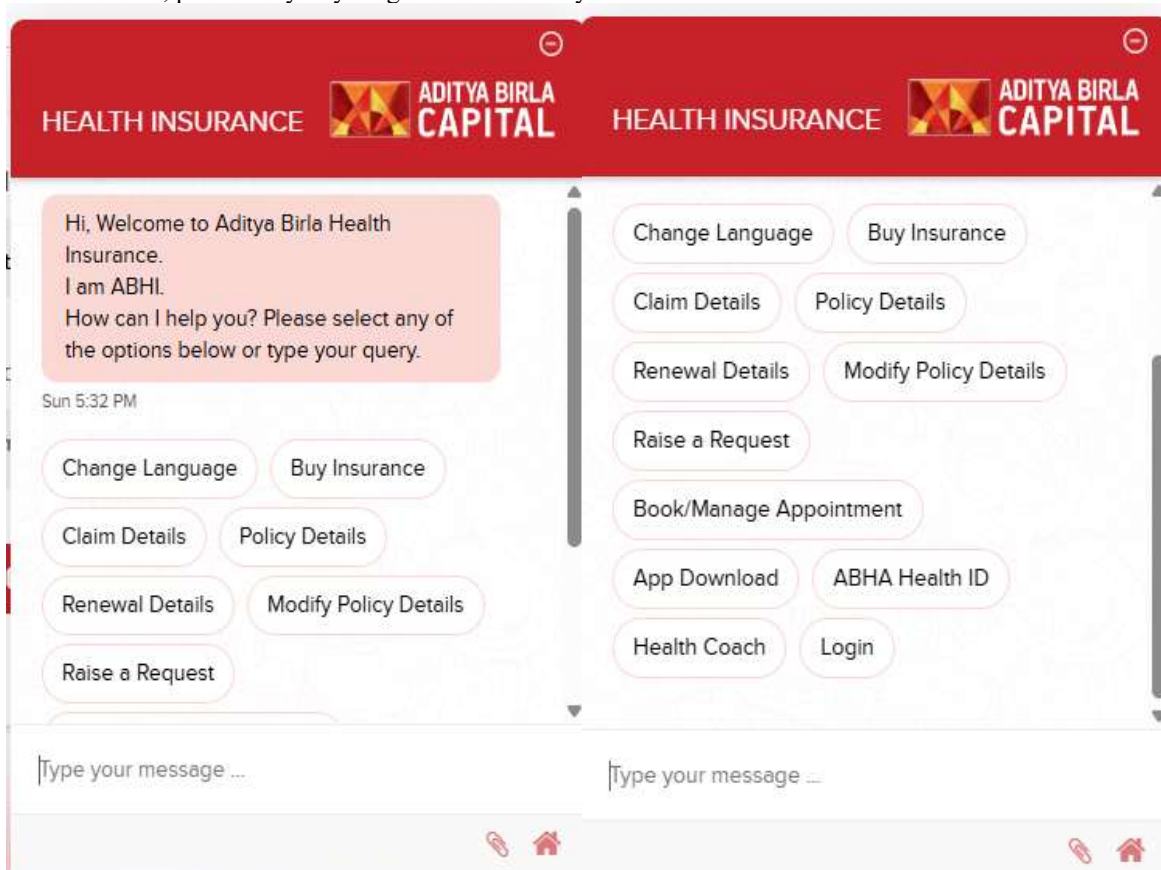 HEALTH INSURANCE
ADITYA BIRLA
CAPITAL
Hi, Welcome to Aditya Birla Health
Insurance.
I am ABHI.
How can I help you? Please select any of
the options below or type your query.
Sun 5:32 PM
Change Language Buy Insurance
Claim Details Policy Details
Renewal Details Modify Policy Details
Raise a Request
Type your message ...
HEALTH INSURANCE
ADITYA BIRLA
CAPITAL
Change Language Buy Insurance
Claim Details Policy Details
Renewal Details Modify Policy Details
Raise a Request
Book/Manage Appointment
App Download ABHA Health ID
Health Coach Login
Type your message ...